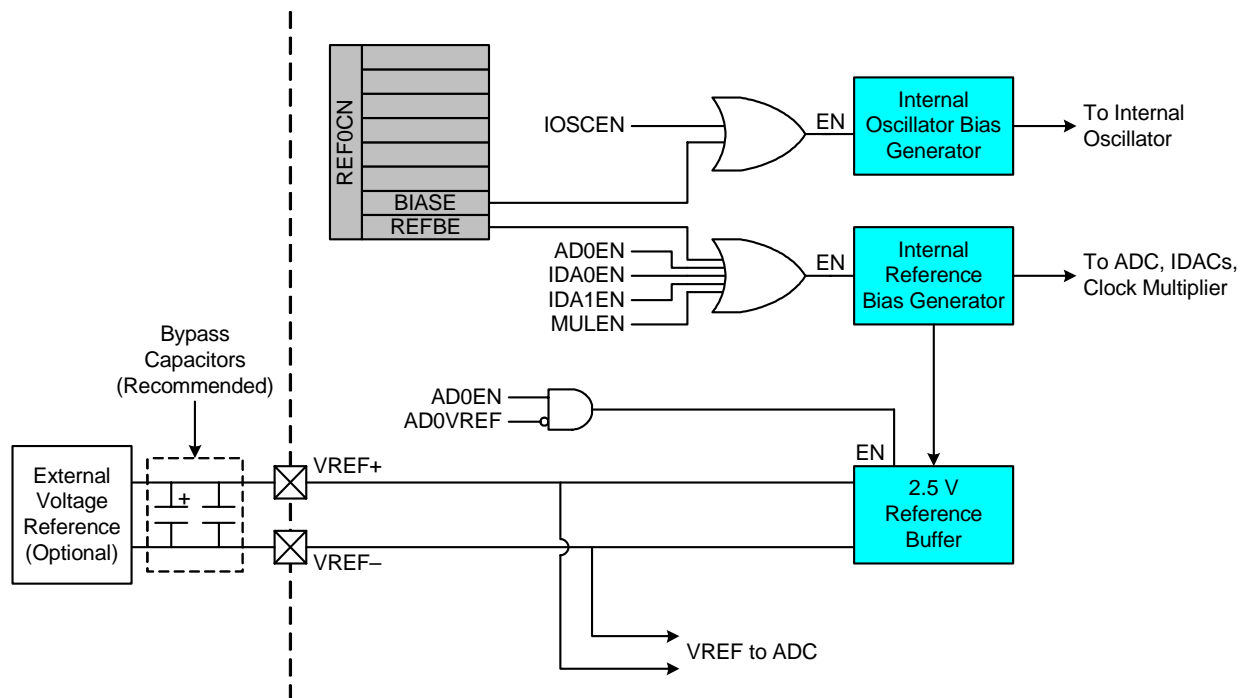 REF0CN
BIASE
REFBE
IOSCEN
EN
Internal
Oscillator Bias
Generator
To Internal
Oscillator
AD0EN
IDA0EN
IDA1EN
MULEN
EN
Internal
Reference
Bias Generator
To ADC, IDACs,
Clock Multiplier
Bypass
Capacitors
(Recommended)
AD0EN
AD0VREF
EN
External
Voltage
Reference
(Optional)
+
VREF+
VREF–
2.5 V
Reference
Buffer
VREF to ADC